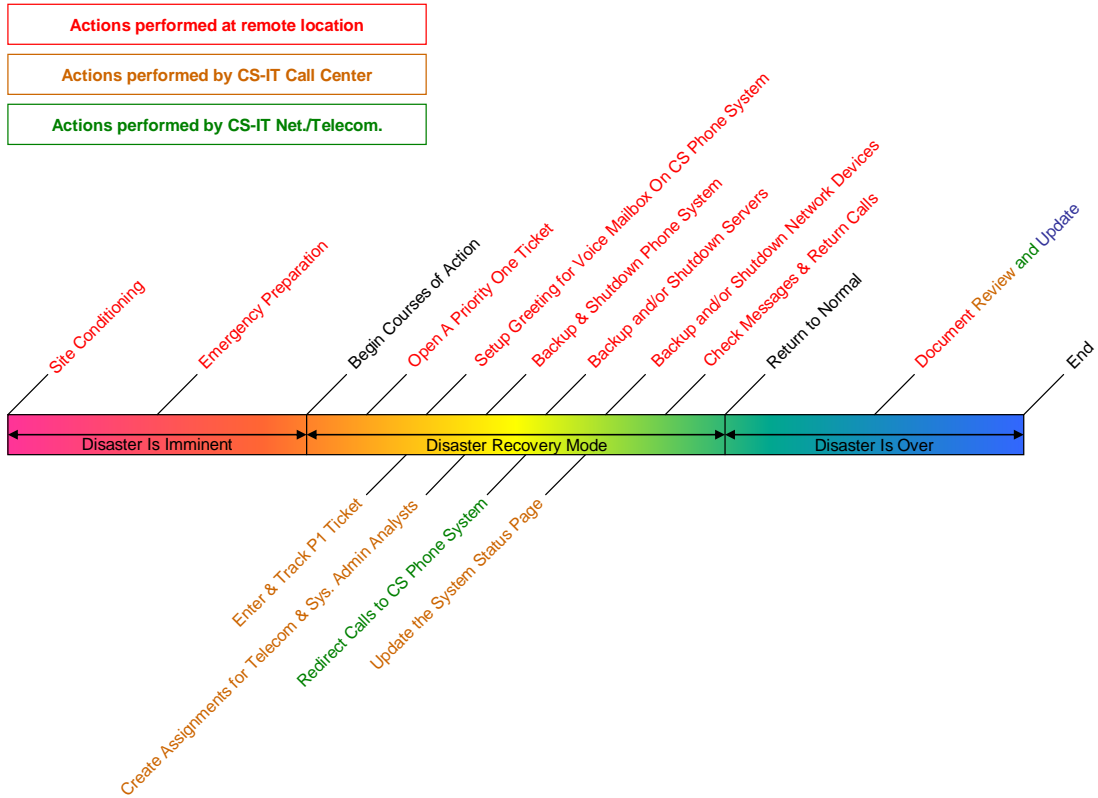 Actions performed at remote location
Actions performed by CS-IT Call Center
Actions performed by CS-IT Net./Telecom.
Site Conditioning
Emergency Preparation
Begin Courses of Action
Open A Priority One Ticket
Setup Greeting for Voice Mailbox On CS Phone System
Backup & Shutdown Phone System
Backup and/or Shutdown Servers
Backup and/or Shutdown Network Devices
Check Messages & Return Calls
Return to Normal
Document Review and Update
End
Disaster Is Imminent
Disaster Recovery Mode
Disaster Is Over
Enter & Track P1 Ticket
Create Assignments for Telecom & Sys. Admin Analysts
Redirect Calls to CS Phone System
Update the System Status Page